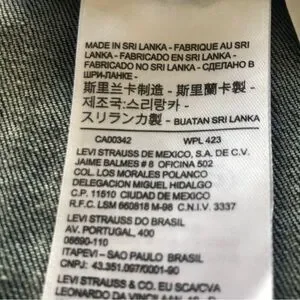 MADE IN SRI LANKA - FABRIQUE AU SRI
LANKA - FABRICADO EN SRI LANKA -
FABRICADO NO SRI LANKA - СДЕЛАНО В
ШРИ-ЛАНКЕ -
斯里兰卡制造 - 斯里蘭卡製 -
제조국:스리랑카 -
スリランカ製 - BUATAN SRI LANKA
CA00342 WPL 423
LEVI STRAUSS DE MEXICO, S.A. DE C.V.
JAIME BALMES # 8 OFICINA 502
COL. LOS MORALES POLANCO
DELEGACION MIGUEL HIDALGO
C.P. 11510 CIUDAD DE MEXICO
R.F.C. LSM 660818 M-98 C.N.I.V. 3337
LEVI STRAUSS DO BRASIL
AV. PORTUGAL, 400
06690-110
ITAPEVI - SAO PAULO BRASIL
CNPJ: 43.351.097/0001-90
LEVI STRAUSS & CO. EU SCA/CVA
LEONARDO DA VINCILAAN